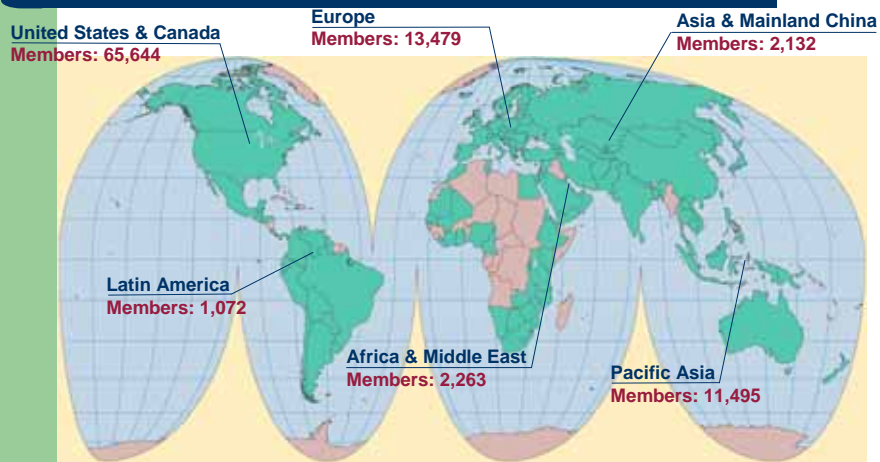 United States & Canada
Members: 65,644
Europe
Members: 13,479
Asia & Mainland China
Members: 2,132
Latin America
Members: 1,072
Africa & Middle East
Members: 2,263
Pacific Asia
Members: 11,495